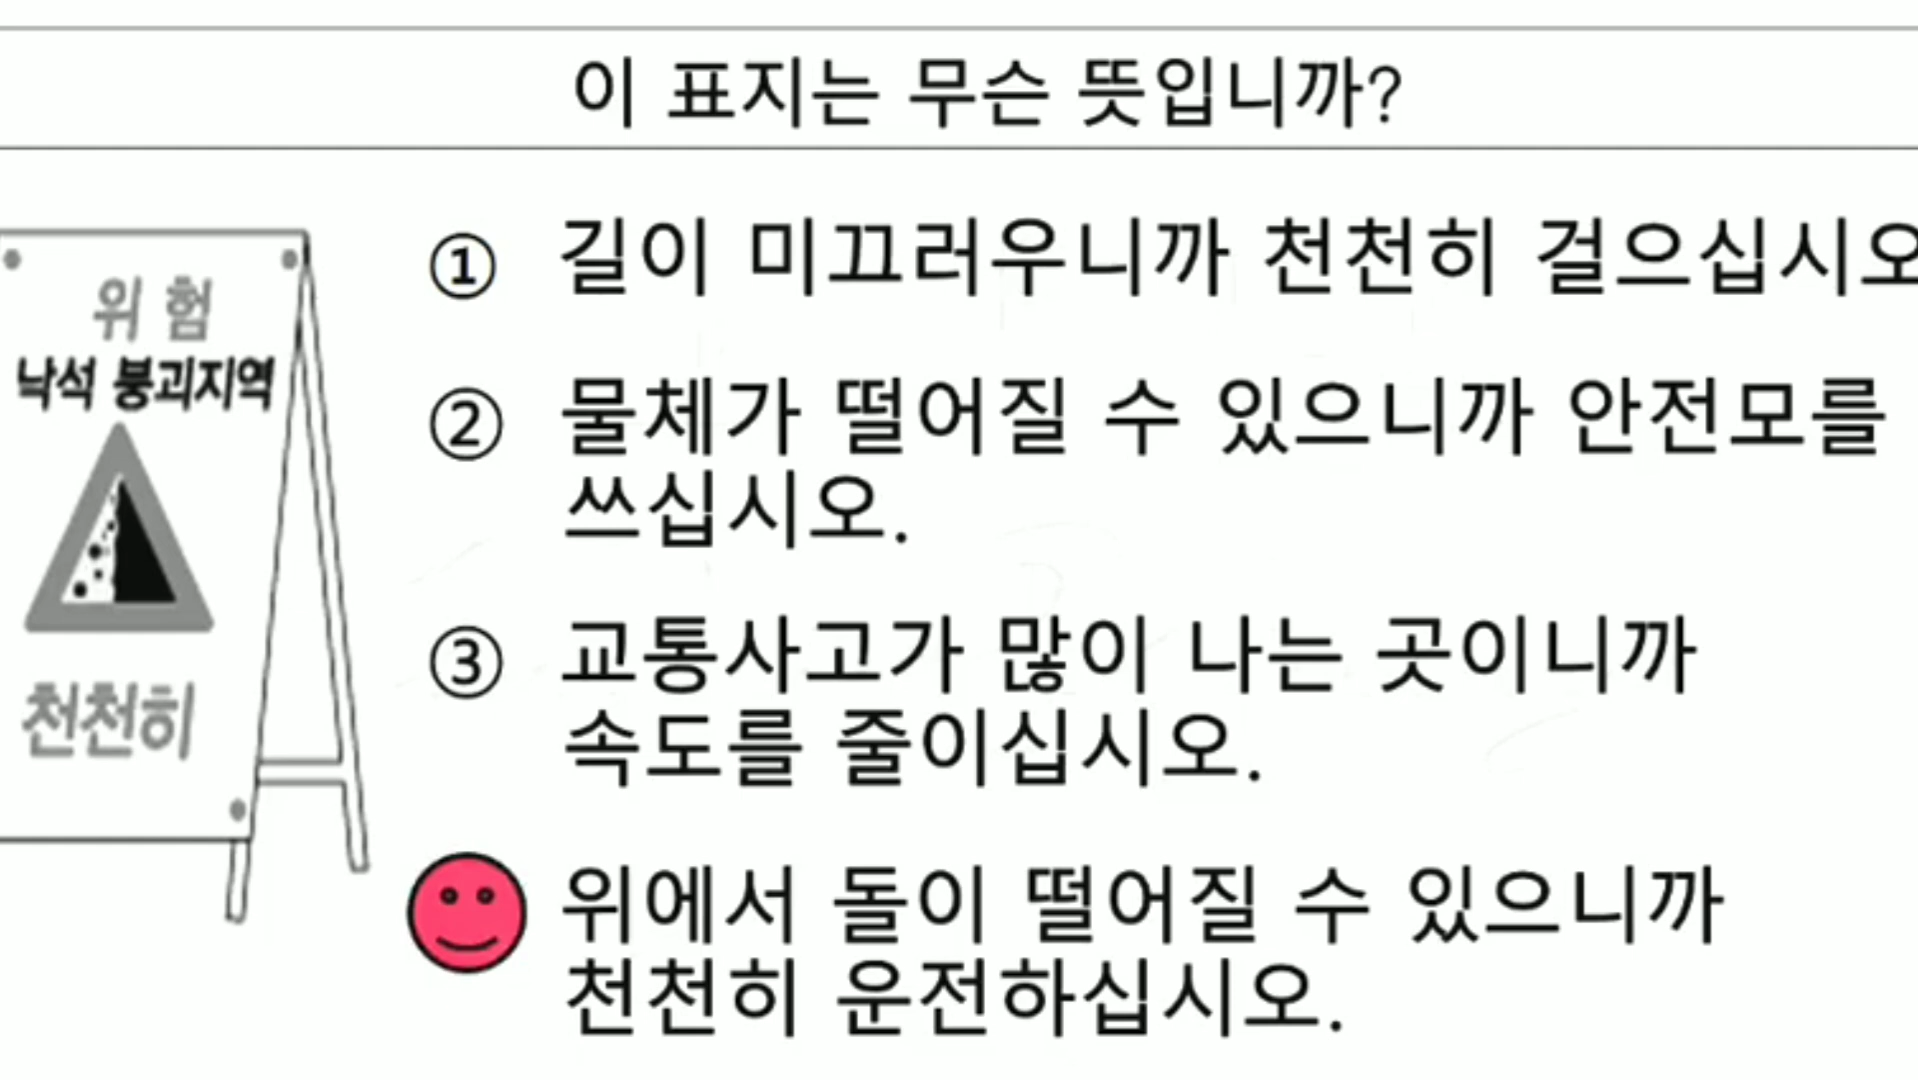 이 표지는 무슨 뜻입니까?
위 험
낙석 붕괴지역
천천히
① 길이 미끄러우니까 천천히 걸으십시오
② 물체가 떨어질 수 있으니까 안전모를
쓰십시오.
③ 교통사고가 많이 나는 곳이니까
속도를 줄이십시오.
위에서 돌이 떨어질 수 있으니까
천천히 운전하십시오.